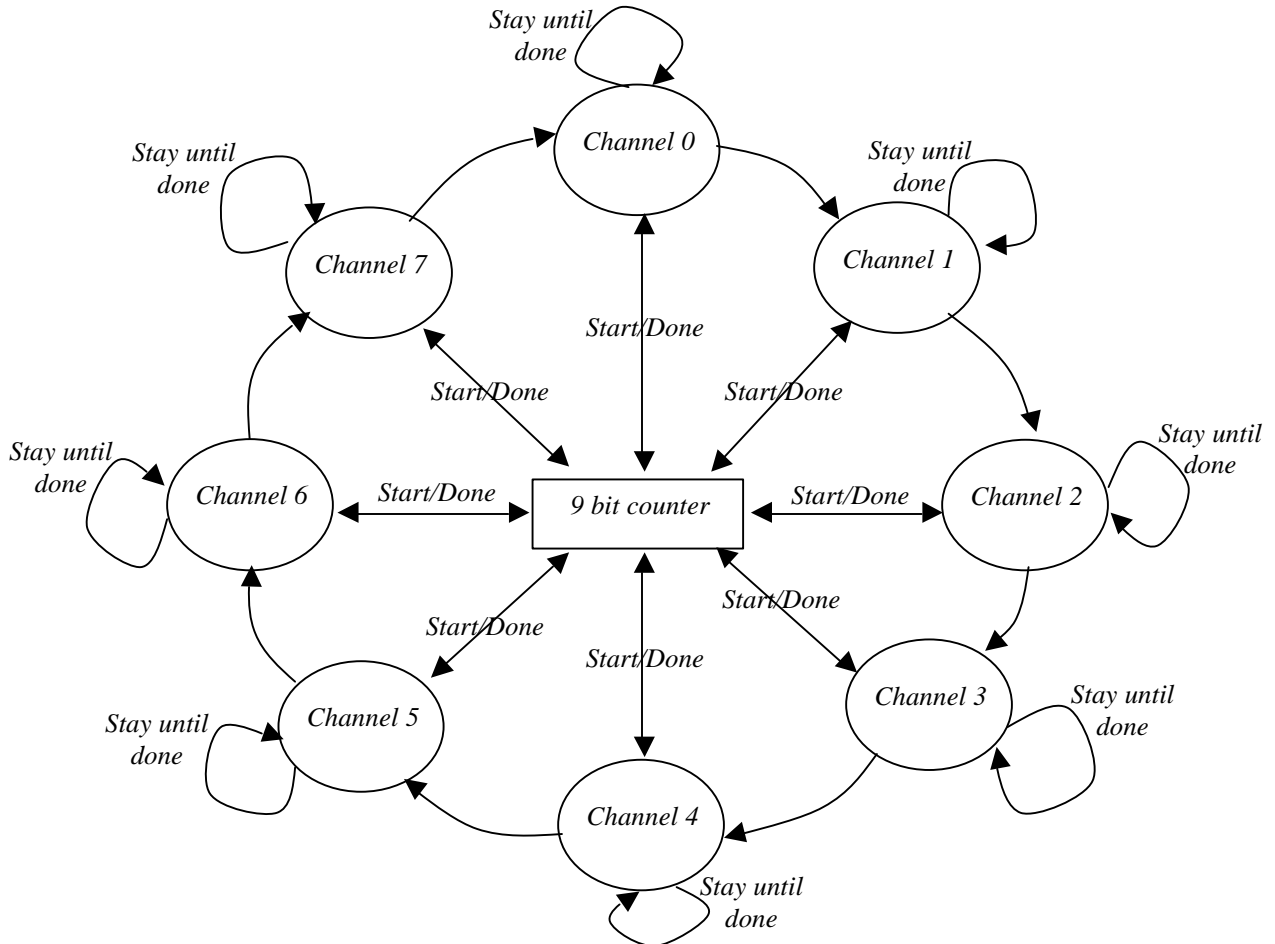 Stay until
done
Channel 0
Stay until
done
Stay until
done
Channel 7
Channel 1
Start/Done
Start/Done
Start/Done
Stay until
done
Stay until
done
Channel 6
Start/Done
9 bit counter
Start/Done
Channel 2
Start/Done
Start/Done
Start/Done
Channel 3
Stay until
done
Stay until
done
Channel 5
Channel 4
Stay until
done